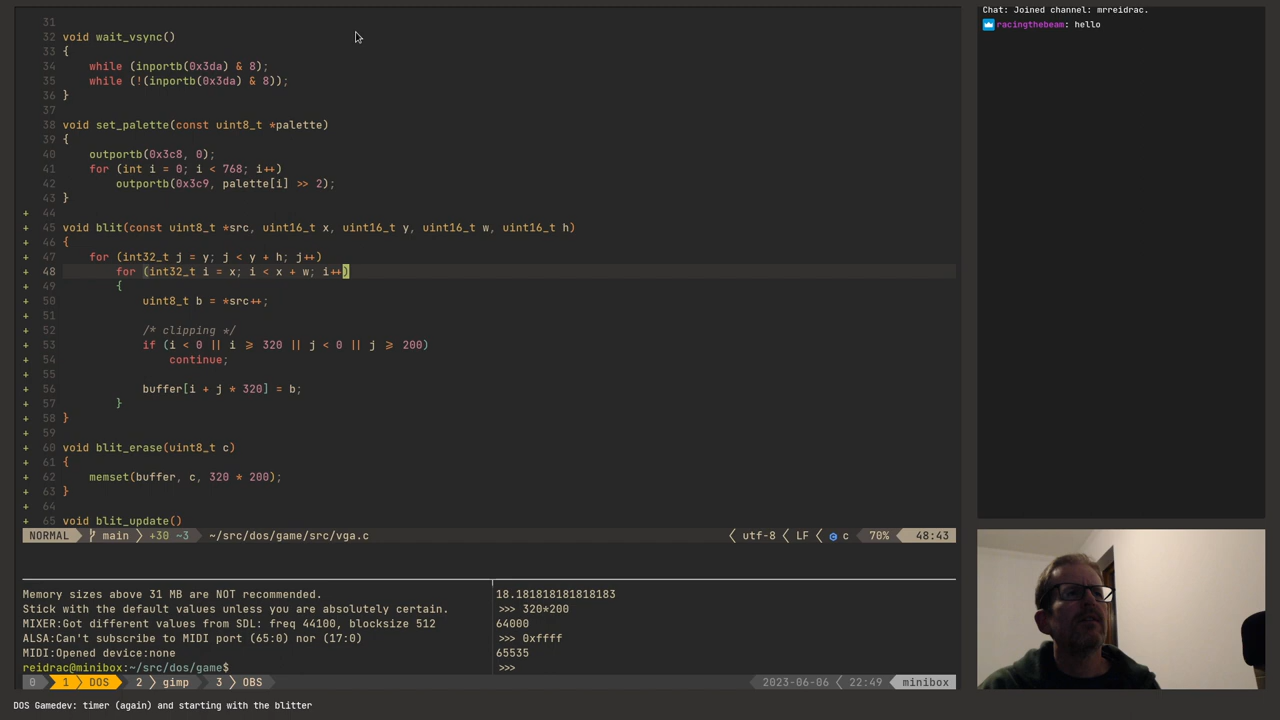 31
32 void wait_vsync()
33 {
34 while (inportb(0x3da) & 8);
35 while (!(inportb(0x3da) & 8));
36 }
37
38 void set_palette(const uint8_t *palette)
39 {
40 outportb(0x3c8, 0);
41 for (int i = 0; i < 768; i++)
42 outportb(0x3c9, palette[i] >> 2);
43 }
+ 44
+ 45 void blit(const uint8_t *src, uint16_t x, uint16_t y, uint16_t w, uint16_t h)
+ 46 {
+ 47 for (int32_t j = y; j < y + h; j++)
+ 48 for (int32_t i = x; i < x + w; i++)
+ 49 {
+ 50 uint8_t b = *src++;
+ 51
+ 52 /* clipping */
+ 53 if (i < 0 || i >= 320 || j < 0 || j >= 200)
+ 54 continue;
+ 55
+ 56 buffer[i + j * 320] = b;
+ 57 }
+ 58 }
+ 59
+ 60 void blit_erase(uint8_t c)
+ 61 {
+ 62 memset(buffer, c, 320 * 200);
+ 63 }
+ 64
+ 65 void blit_update()
NORMAL main +30 ~3 ~/src/dos/game/src/vga.c utf-8 LF c 70% 48:43
Memory sizes above 31 MB are NOT recommended.
Stick with the default values unless you are absolutely certain.
MIXER:Got different values from SDL: freq 44100, blocksize 512
ALSA:Can't subscribe to MIDI port (65:0) nor (17:0)
MIDI:Opened device:none
reidrac@minibox:~/src/dos/game$
18.181818181818183
>>> 320*200
64000
>>> 0xffff
65535
>>>
0 1 DOS 2 gimp 3 OBS 2023-06-06 22:49 minibox
DOS Gamedev: timer (again) and starting with the blitter
Chat: Joined channel: mrreidrac.
racingthebeam: hello